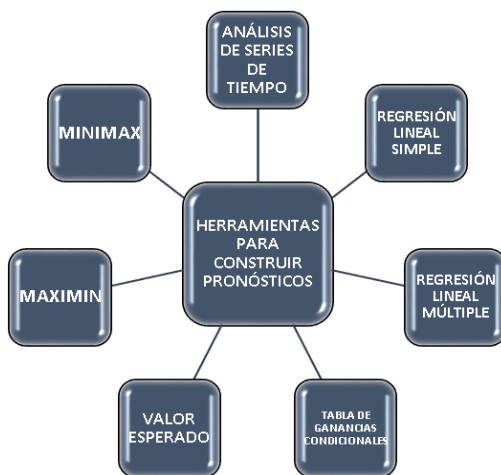 ANÁLISIS
DE SERIES
DE
TIEMPO
REGRESIÓN
LINEAL
SIMPLE
REGRESIÓN
LINEAL
MÚLTIPLE
TABLA DE
GANANCIAS
CONDICIONALES
VALOR
ESPERADO
MAXIMIN
MINIMAX
HERRAMIENTAS
PARA
CONSTRUIR
PRONÓSTICOS